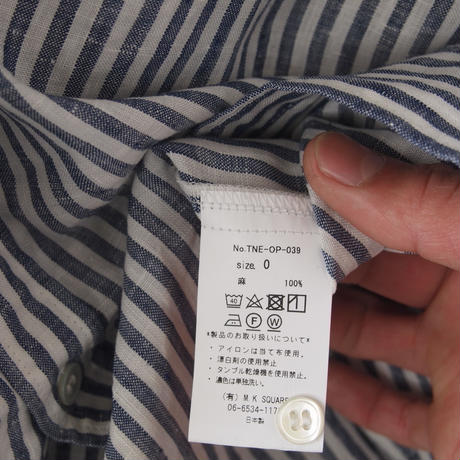 No.TNE-OP-039
size. 0
麻 100%
40
F W
*製品のお取り扱いについて*
・アイロンは当て布使用。
・漂白剤の使用禁止。
・タンブル乾燥機を使用禁止。
・濃色は単独洗い。
(有) M.K SQUARE
06-6534-117
日本製